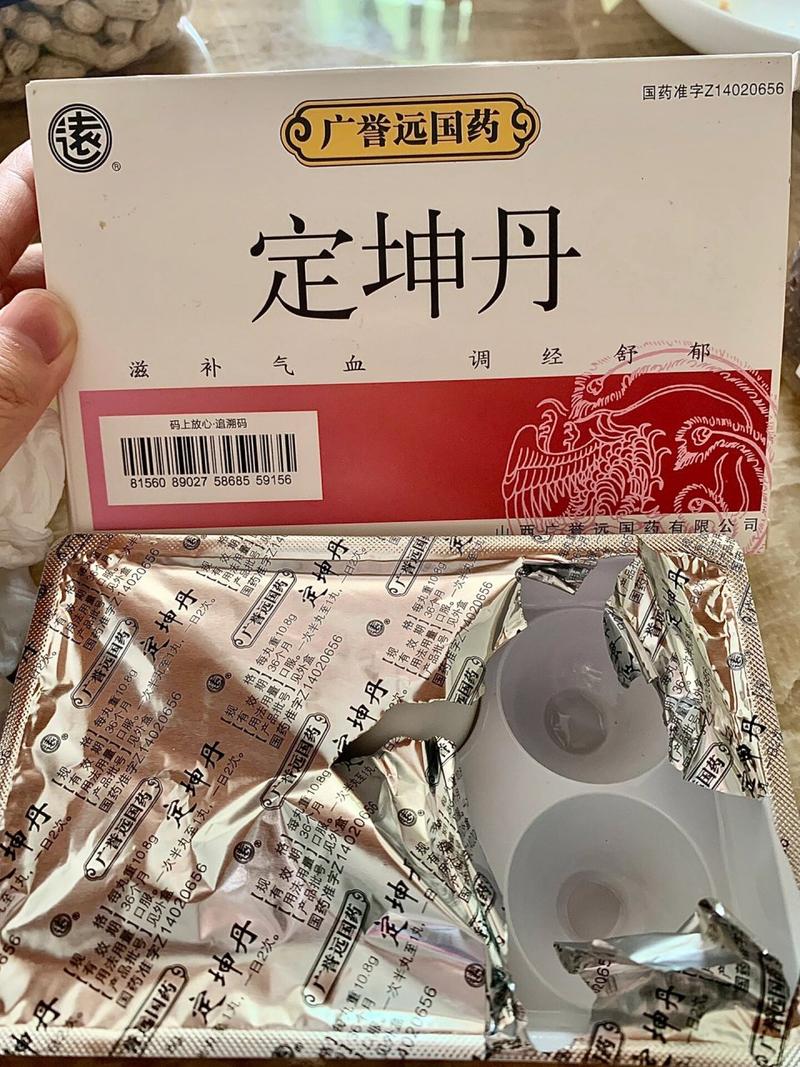 国药准字Z14020656
远
®
广誉远国药
定坤丹
滋补气血 调经舒郁
码上放心·追溯码
81560 89027 58685 59156
山西广誉远国药有限公司
广誉远国药
定坤丹
【规格】每丸重10.8g
【有效期】36个月
【用法用量】口服。一次半丸至1丸,一日2次。
【产品批号】见外盒
国药准字Z14020656